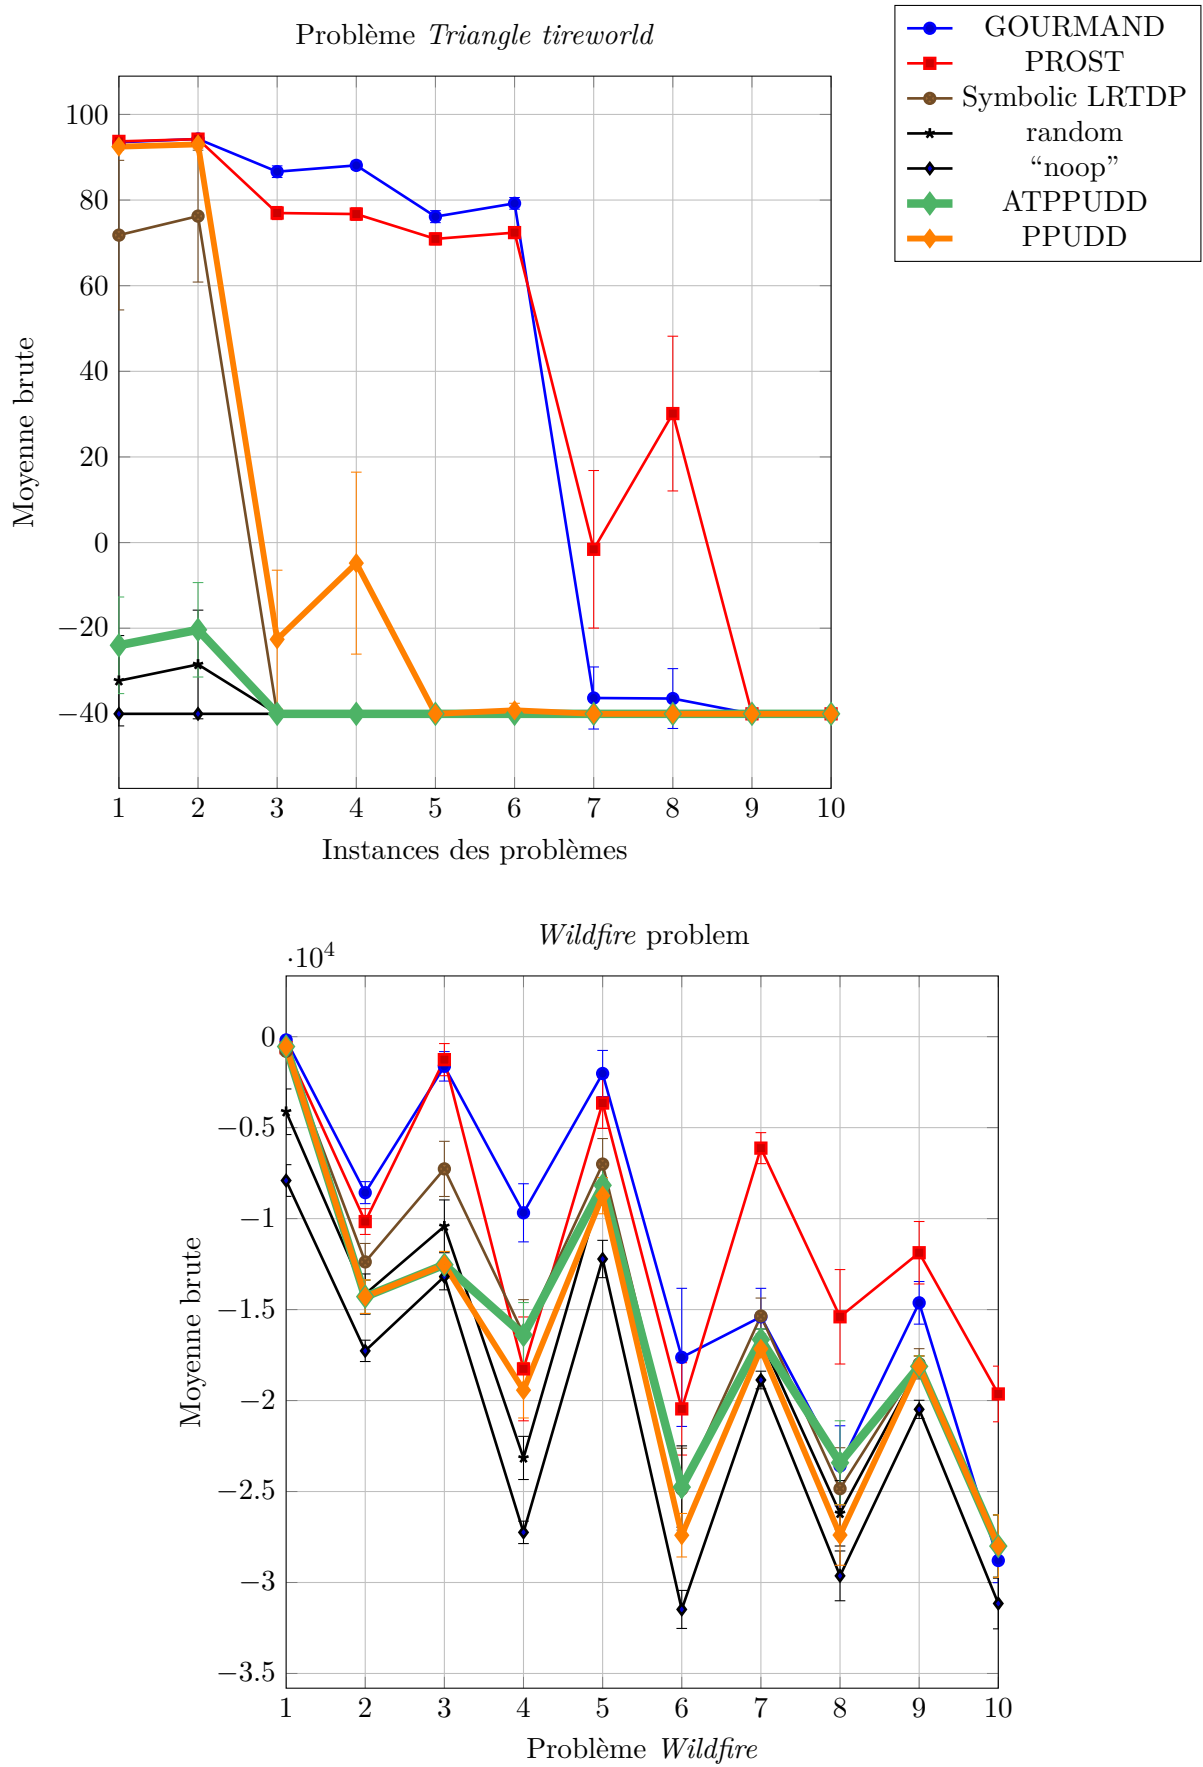 Problème Triangle tireworld
GOURMAND
PROST
Symbolic LRTDP
random
“noop”
ATPPUDD
PPUDD
Moyenne brute
100
80
60
40
20
0
−20
−40
1 2 3 4 5 6 7 8 9 10
Instances des problèmes
Wildfire problem
·10⁴
Moyenne brute
0
−0.5
−1
−1.5
−2
−2.5
−3
−3.5
1 2 3 4 5 6 7 8 9 10
Problème Wildfire